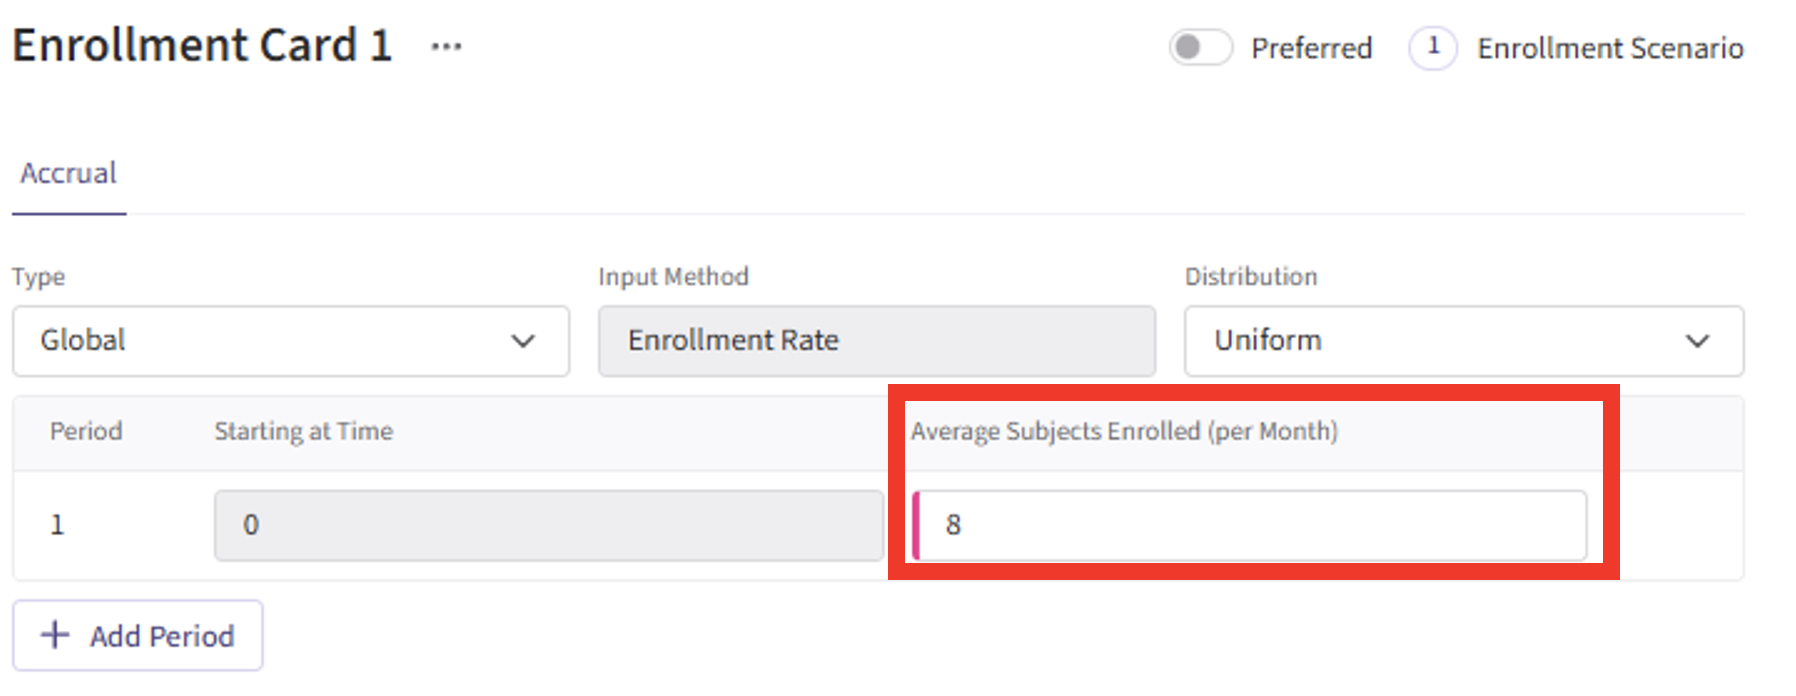 Enrollment Card 1 ...
Preferred 1 Enrollment Scenario
Accrual
Type Input Method Distribution
Global Enrollment Rate Uniform
Period Starting at Time Average Subjects Enrolled (per Month)
1 0 8
+ Add Period